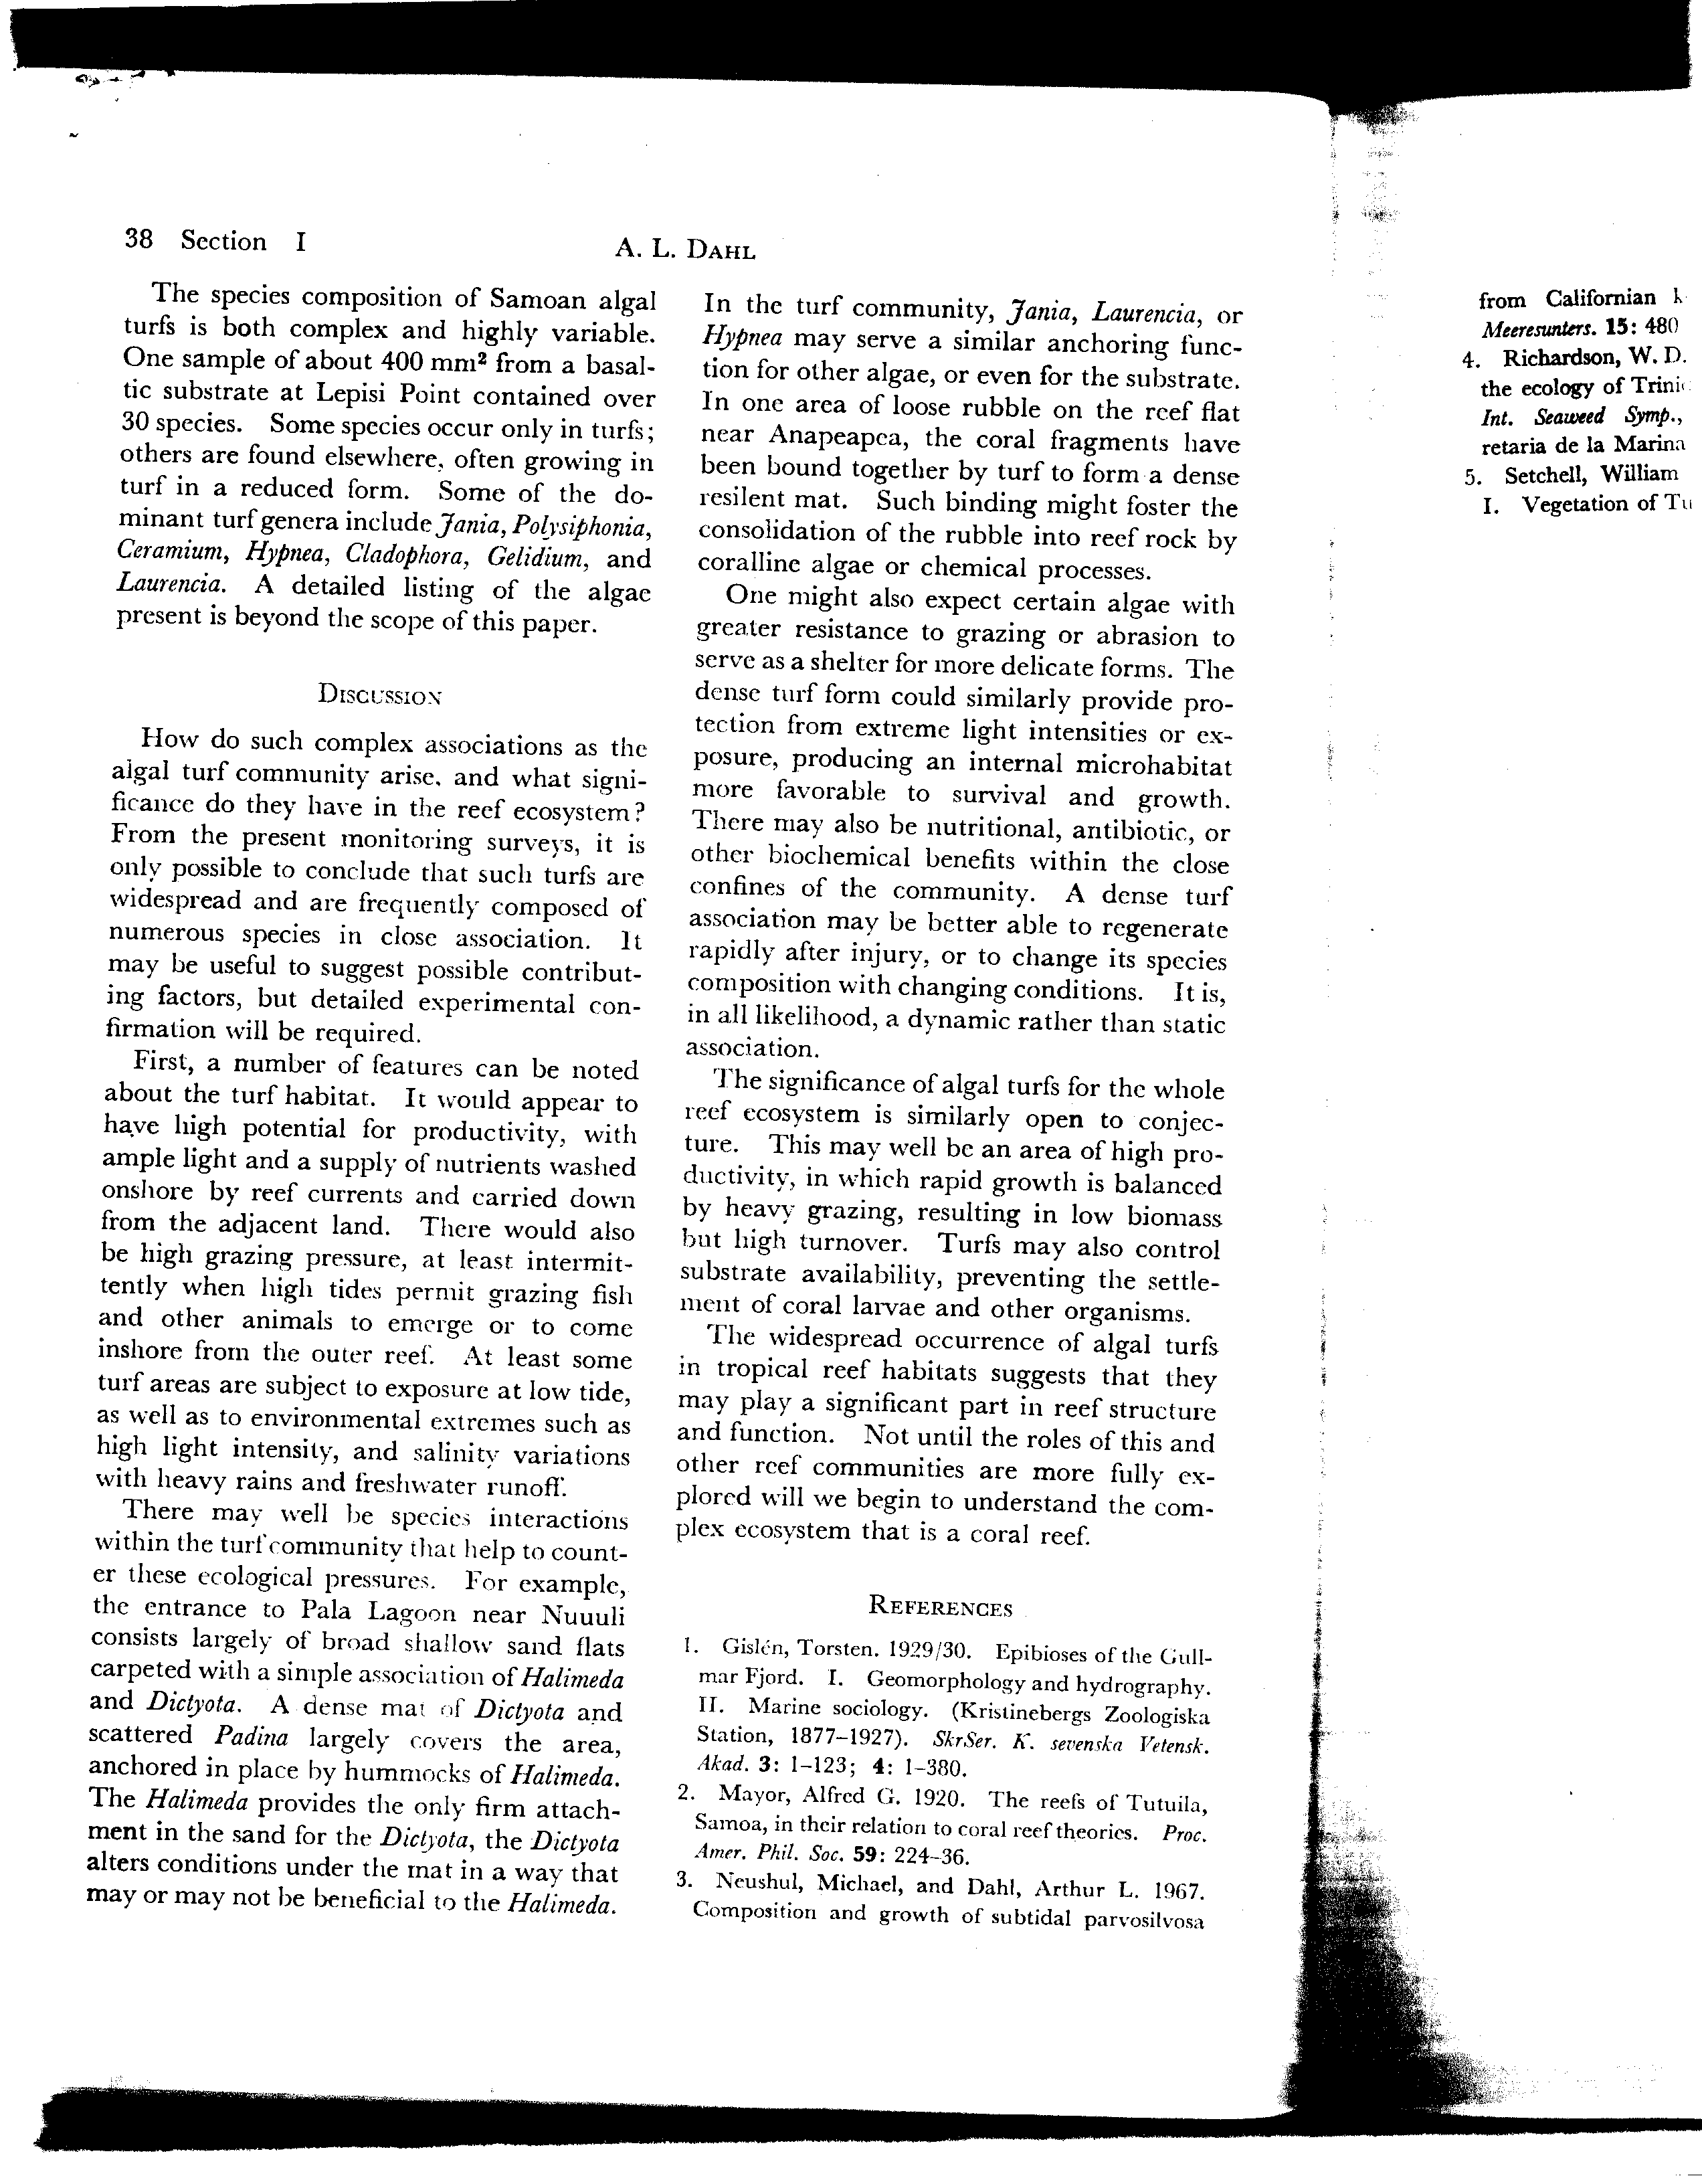 38 Section I
A. L. DAHL
The species composition of Samoan algal
turfs is both complex and highly variable.
One sample of about 400 mm² from a basal-
tic substrate at Lepisi Point contained over
30 species. Some species occur only in turfs;
others are found elsewhere, often growing in
turf in a reduced form. Some of the do-
minant turf genera include Jania, Polysiphonia,
Ceramium, Hypnea, Cladophora, Gelidium, and
Laurencia. A detailed listing of the algae
present is beyond the scope of this paper.
DISCUSSION
How do such complex associations as the
algal turf community arise, and what signi-
ficance do they have in the reef ecosystem?
From the present monitoring surveys, it is
only possible to conclude that such turfs are
widespread and are frequently composed of
numerous species in close association. It
may be useful to suggest possible contribut-
ing factors, but detailed experimental con-
firmation will be required.
First, a number of features can be noted
about the turf habitat. It would appear to
have high potential for productivity, with
ample light and a supply of nutrients washed
onshore by reef currents and carried down
from the adjacent land. There would also
be high grazing pressure, at least intermit-
tently when high tides permit grazing fish
and other animals to emerge or to come
inshore from the outer reef. At least some
turf areas are subject to exposure at low tide,
as well as to environmental extremes such as
high light intensity, and salinity variations
with heavy rains and freshwater runoff.
There may well be species interactions
within the turf community that help to count-
er these ecological pressures. For example,
the entrance to Pala Lagoon near Nuuuli
consists largely of broad shallow sand flats
carpeted with a simple association of Halimeda
and Dictyota. A dense mat of Dictyota and
scattered Padina largely covers the area,
anchored in place by hummocks of Halimeda.
The Halimeda provides the only firm attach-
ment in the sand for the Dictyota, the Dictyota
alters conditions under the mat in a way that
may or may not be beneficial to the Halimeda.
In the turf community, Jania, Laurencia, or
Hypnea may serve a similar anchoring func-
tion for other algae, or even for the substrate.
In one area of loose rubble on the reef flat
near Anapeapea, the coral fragments have
been bound together by turf to form a dense
resilent mat. Such binding might foster the
consolidation of the rubble into reef rock by
coralline algae or chemical processes.
One might also expect certain algae with
greater resistance to grazing or abrasion to
serve as a shelter for more delicate forms. The
dense turf form could similarly provide pro-
tection from extreme light intensities or ex-
posure, producing an internal microhabitat
more favorable to survival and growth.
There may also be nutritional, antibiotic, or
other biochemical benefits within the close
confines of the community. A dense turf
association may be better able to regenerate
rapidly after injury, or to change its species
composition with changing conditions. It is,
in all likelihood, a dynamic rather than static
association.
The significance of algal turfs for the whole
reef ecosystem is similarly open to conjec-
ture. This may well be an area of high pro-
ductivity, in which rapid growth is balanced
by heavy grazing, resulting in low biomass
but high turnover. Turfs may also control
substrate availability, preventing the settle-
ment of coral larvae and other organisms.
The widespread occurrence of algal turfs
in tropical reef habitats suggests that they
may play a significant part in reef structure
and function. Not until the roles of this and
other reef communities are more fully ex-
plored will we begin to understand the com-
plex ecosystem that is a coral reef.
REFERENCES
1. Gislén, Torsten. 1929/30. Epibioses of the Gull-
mar Fjord. I. Geomorphology and hydrography.
II. Marine sociology. (Kristinebergs Zoologiska
Station, 1877–1927). SkrSer. K. sevenska Vetensk.
Akad. 3: 1–123; 4: 1–380.
2. Mayor, Alfred G. 1920. The reefs of Tutuila,
Samoa, in their relation to coral reef theories. Proc.
Amer. Phil. Soc. 59: 224–36.
3. Neushul, Michael, and Dahl, Arthur L. 1967.
Composition and growth of subtidal parvosilvosa
from Californian
Meeresunters. 15: 480
4. Richardson, W. D.
the ecology of
Int. Seaweed Symp.,
retaria de la Marina
5. Setchell, William
I. Vegetation of